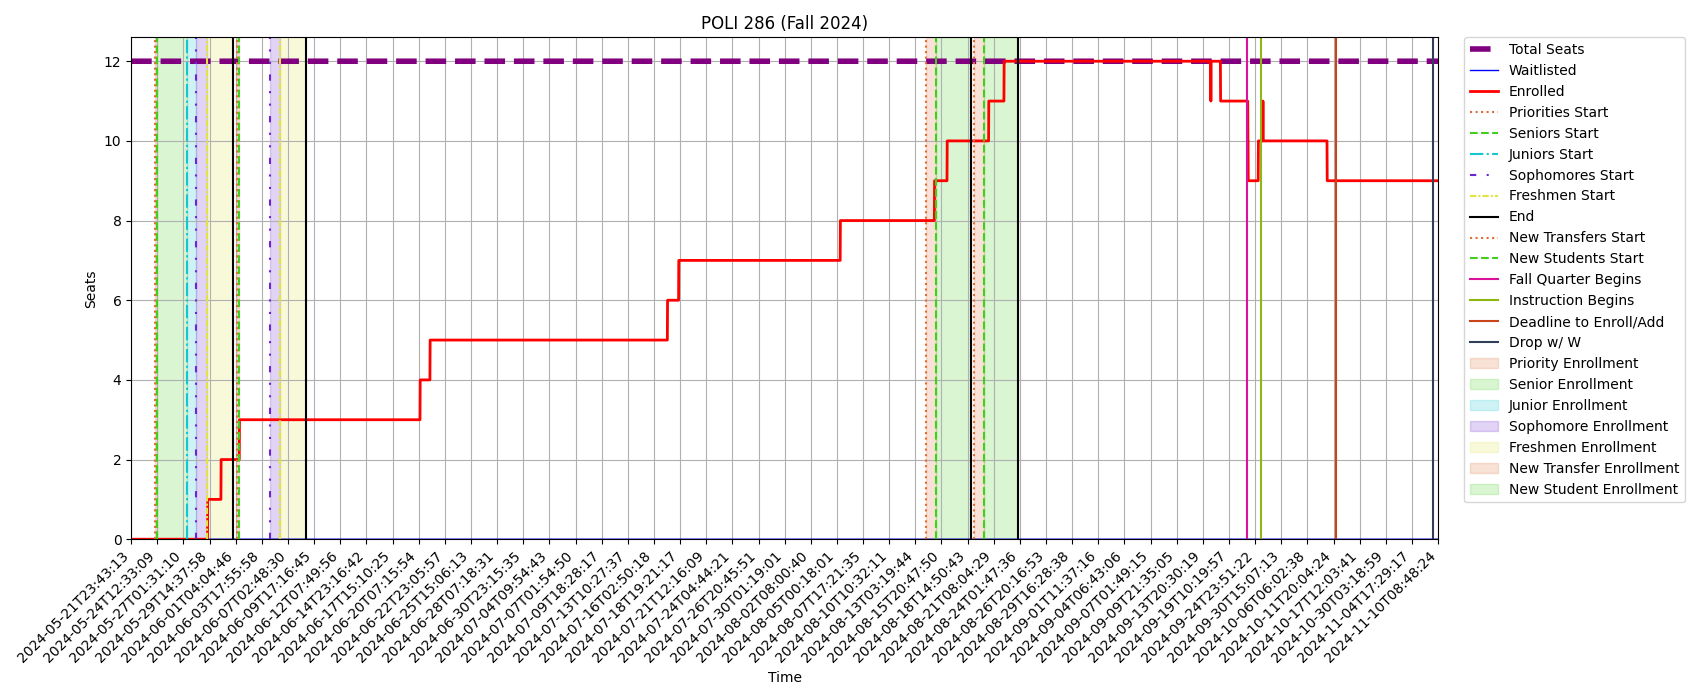 POLI 286 (Fall 2024)
Seats
12
10
8
6
4
2
0
2024-05-21T23:43:13
2024-05-24T12:33:09
2024-05-27T01:31:10
2024-05-29T14:37:58
2024-06-01T04:04:46
2024-06-03T17:55:58
2024-06-07T02:48:30
2024-06-09T17:16:45
2024-06-12T07:49:56
2024-06-14T23:16:42
2024-06-17T15:10:25
2024-06-20T07:15:54
2024-06-22T23:05:57
2024-06-25T15:06:13
2024-06-28T07:18:31
2024-06-30T23:15:35
2024-07-04T09:54:43
2024-07-07T01:54:50
2024-07-09T18:28:17
2024-07-13T10:27:37
2024-07-16T02:50:18
2024-07-18T19:21:17
2024-07-21T12:16:09
2024-07-24T04:44:21
2024-07-26T20:45:51
2024-07-30T01:19:01
2024-08-02T08:00:40
2024-08-05T00:18:01
2024-08-07T17:21:35
2024-08-10T10:32:11
2024-08-13T03:19:44
2024-08-15T20:47:50
2024-08-18T14:50:43
2024-08-21T08:04:29
2024-08-24T01:47:36
2024-08-26T20:16:53
2024-08-29T16:28:38
2024-09-01T11:37:16
2024-09-04T06:43:06
2024-09-07T01:49:15
2024-09-09T21:35:05
2024-09-13T20:30:19
2024-09-19T10:19:57
2024-09-24T23:51:22
2024-09-30T15:07:13
2024-10-06T06:02:38
2024-10-11T20:04:24
2024-10-17T12:03:41
2024-10-30T03:18:59
2024-11-04T17:29:17
2024-11-10T08:48:24
Time
Total Seats
Waitlisted
Enrolled
Priorities Start
Seniors Start
Juniors Start
Sophomores Start
Freshmen Start
End
New Transfers Start
New Students Start
Fall Quarter Begins
Instruction Begins
Deadline to Enroll/Add
Drop w/ W
Priority Enrollment
Senior Enrollment
Junior Enrollment
Sophomore Enrollment
Freshmen Enrollment
New Transfer Enrollment
New Student Enrollment